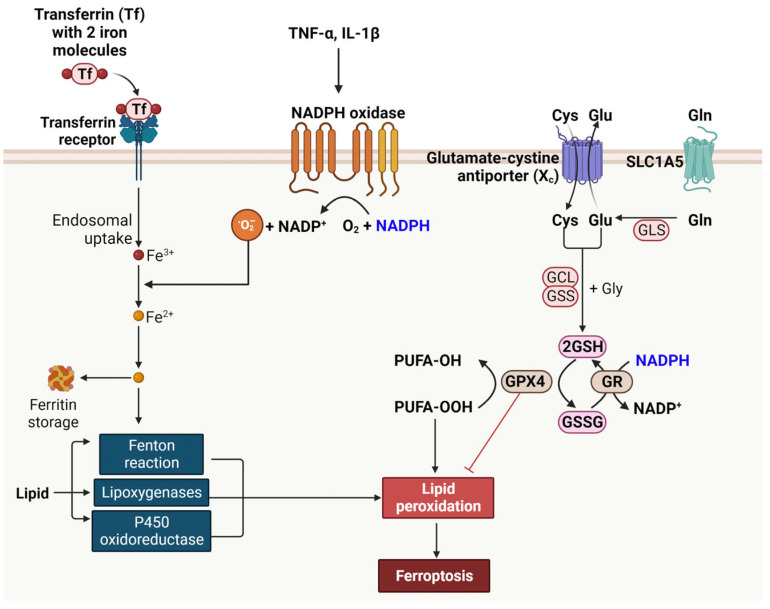 Transferrin (Tf)
with 2 iron
molecules
Tf
Tf
Transferrin
receptor
TNF-α, IL-1β
NADPH oxidase
Cys Glu
Gln
Glutamate-cystine
antiporter (Xc)
SLC1A5
Endosomal
uptake
·O2− + NADP+ O2 + NADPH
Cys Glu
GLS
Gln
Fe3+
GCL
GSS
+ Gly
Fe2+
2GSH
PUFA-OH
GPX4
GR
NADPH
PUFA-OOH
GSSG
NADP+
Ferritin
storage
Fenton
reaction
Lipid
Lipoxygenases
P450
oxidoreductase
Lipid
peroxidation
Ferroptosis